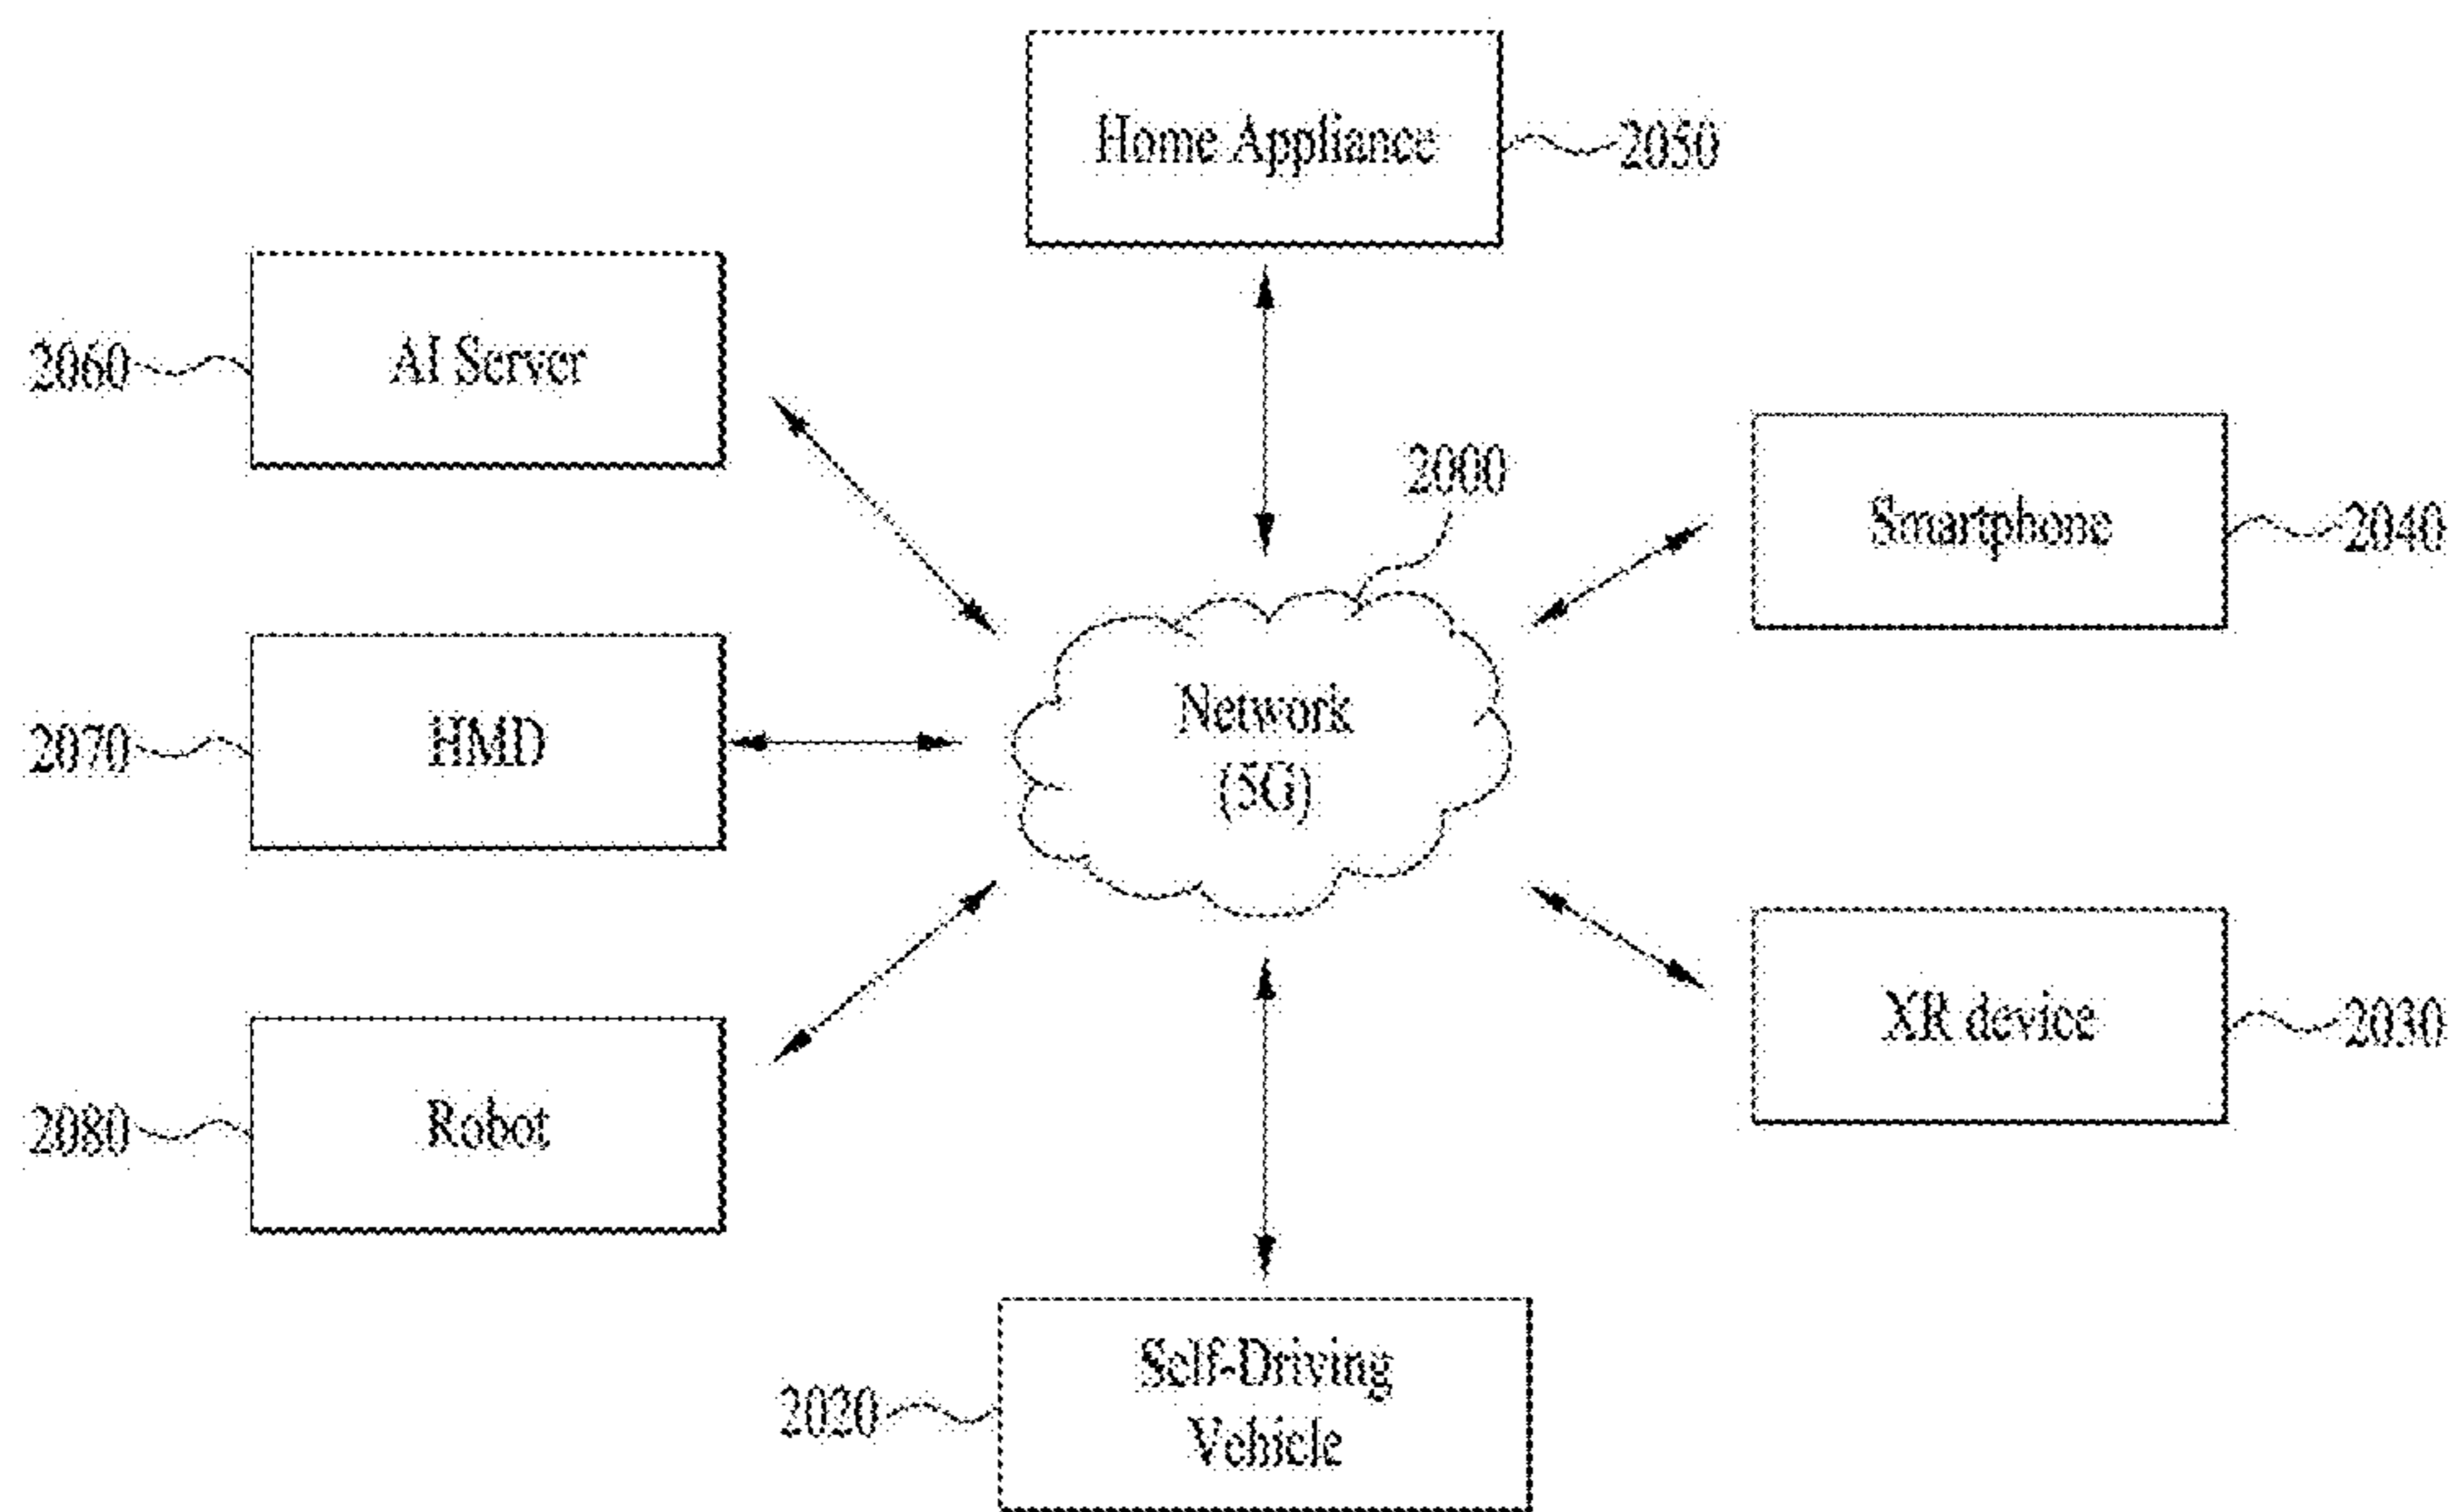 Home Appliance
2050
AI Server
2060
2000
Smartphone
2040
Network
(5G)
HMD
2070
XR device
2030
Robot
2080
Self-Driving
Vehicle
2020